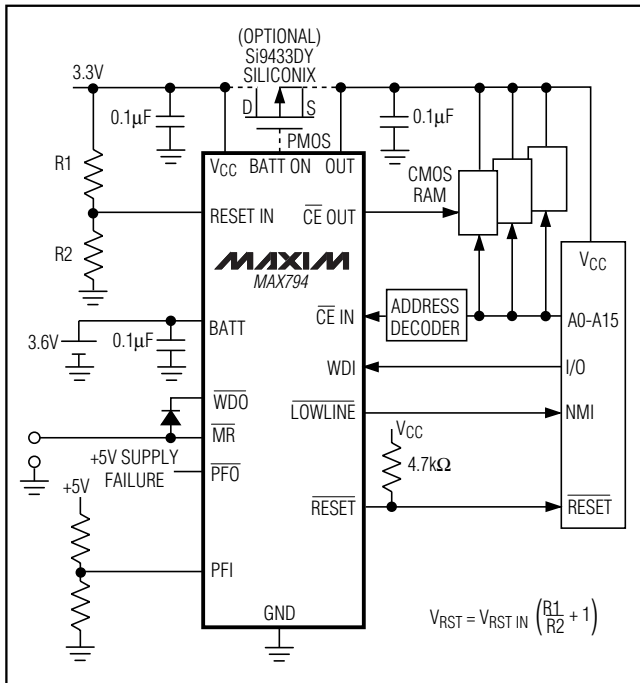 (OPTIONAL)
Si9433DY
SILICONIX
3.3V
D S
0.1µF
0.1µF
PMOS
VCC BATT ON OUT
R1
CMOS
RAM
RESET IN
CE OUT
R2
MAXIM
MAX794
VCC
ADDRESS
DECODER
CE IN
A0-A15
BATT
3.6V
0.1µF
WDI
I/O
WDO
LOWLINE
NMI
MR
VCC
+5V SUPPLY
FAILURE
PFO
4.7kΩ
+5V
RESET
RESET
PFI
GND
VRST = VRST IN (R1/R2 + 1)